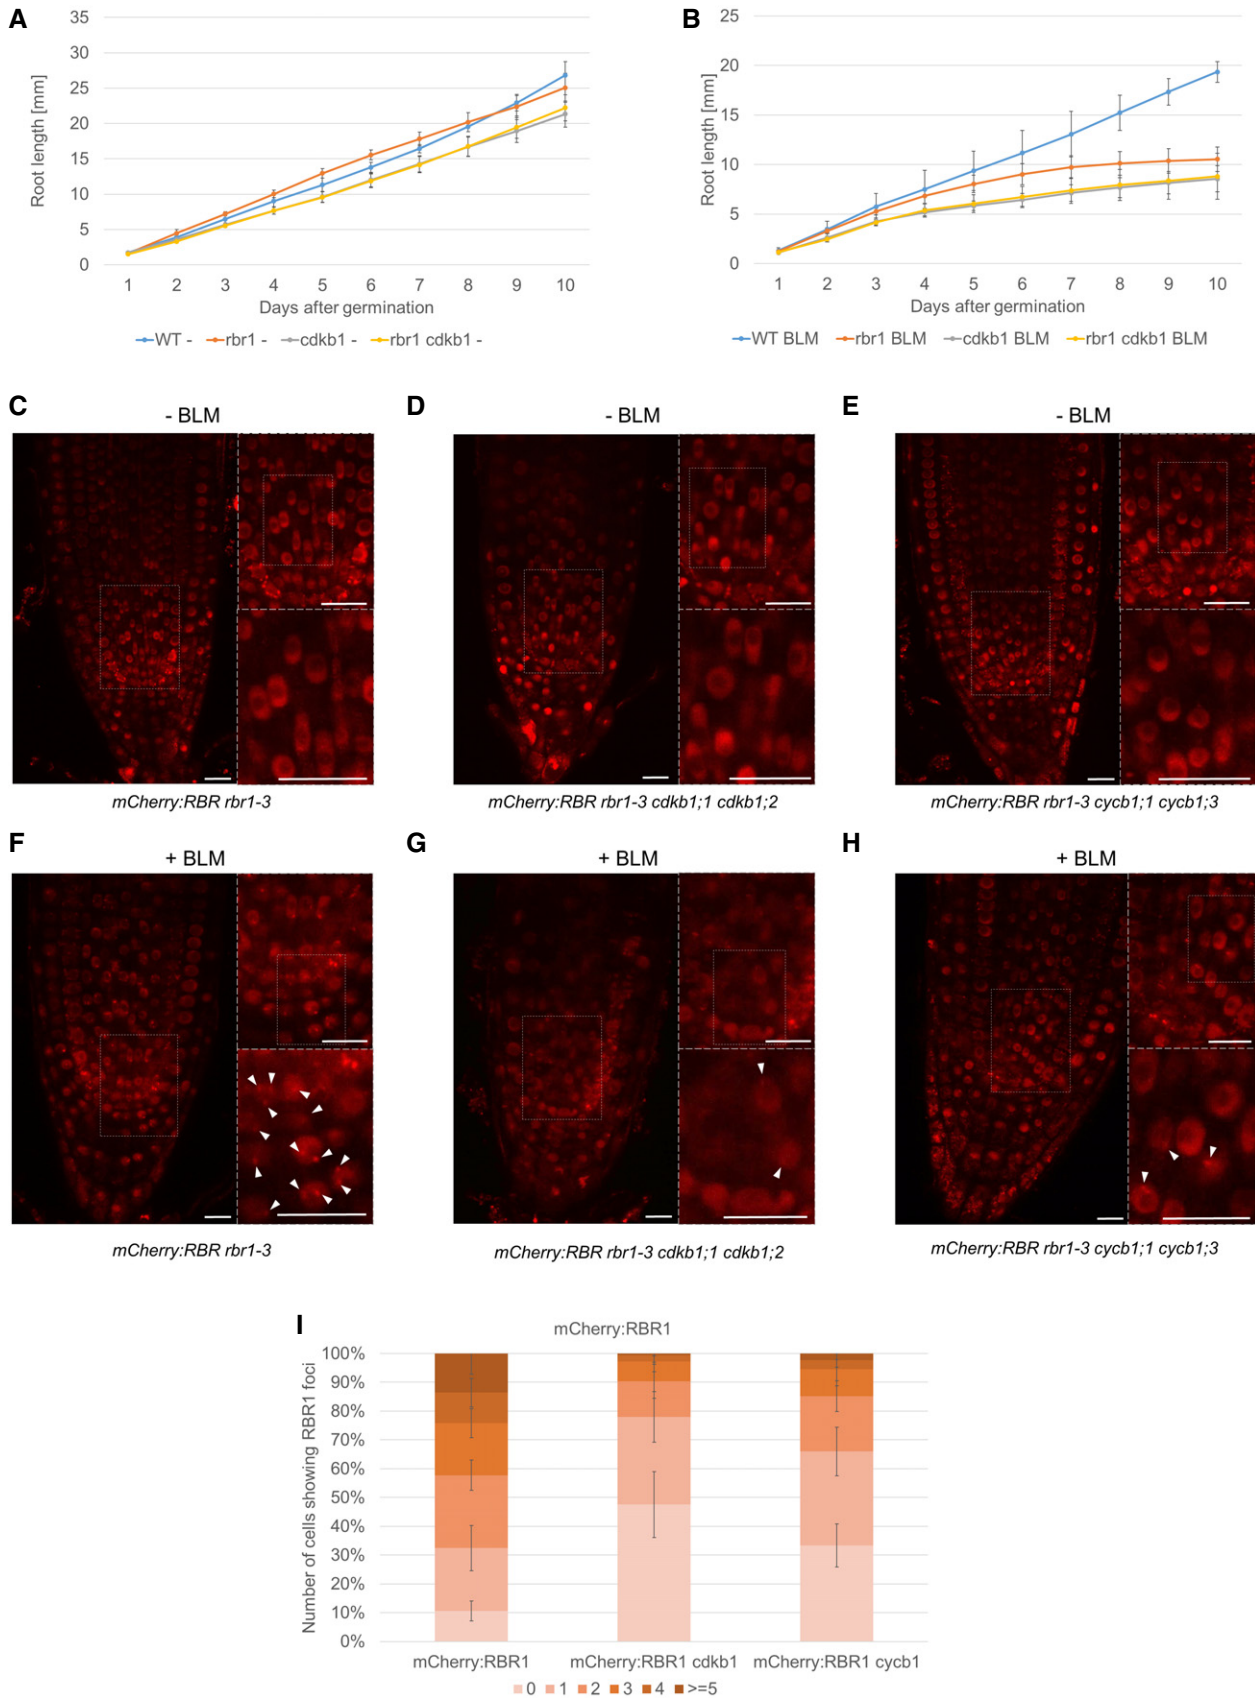 A
35
30
25
20
15
10
5
0
Root length [mm]
1 2 3 4 5 6 7 8 9 10
Days after germination
WT - rbr1 - cdkb1 - rbr1 cdkb1 -
B
25
20
15
10
5
0
Root length [mm]
1 2 3 4 5 6 7 8 9 10
Days after germination
WT BLM rbr1 BLM cdkb1 BLM rbr1 cdkb1 BLM
C
- BLM
mCherry:RBR rbr1-3
D
- BLM
mCherry:RBR rbr1-3 cdkb1;1 cdkb1;2
E
- BLM
mCherry:RBR rbr1-3 cycb1;1 cycb1;3
F
+ BLM
mCherry:RBR rbr1-3
G
+ BLM
mCherry:RBR rbr1-3 cdkb1;1 cdkb1;2
H
+ BLM
mCherry:RBR rbr1-3 cycb1;1 cycb1;3
I
mCherry:RBR1
100%
90%
80%
70%
60%
50%
40%
30%
20%
10%
0%
Number of cells showing RBR1 foci
mCherry:RBR1 mCherry:RBR1 cdkb1 mCherry:RBR1 cycb1
0 1 2 3 4 >=5